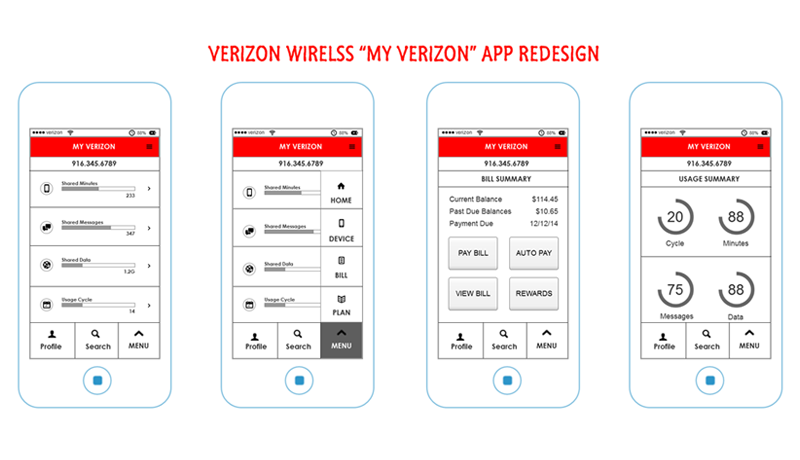 VERIZON WIRELSS “MY VERIZON” APP REDESIGN
verizon 88%
MY VERIZON
916.345.6789
Shared Minutes
233
Shared Messages
347
Shared Data
1.2G
Usage Cycle
14
Profile Search MENU
verizon 88%
MY VERIZON
916.345.6789
Shared Minutes
HOME
Shared Messages
DEVICE
Shared Data
BILL
Usage Cycle
PLAN
Profile Search MENU
verizon 88%
MY VERIZON
916.345.6789
BILL SUMMARY
Current Balance $114.45
Past Due Balances $10.65
Payment Due 12/12/14
PAY BILL AUTO PAY
VIEW BILL REWARDS
Profile Search MENU
verizon 88%
MY VERIZON
916.345.6789
USAGE SUMMARY
20 88
Cycle Minutes
75 88
Messages Data
Profile Search MENU